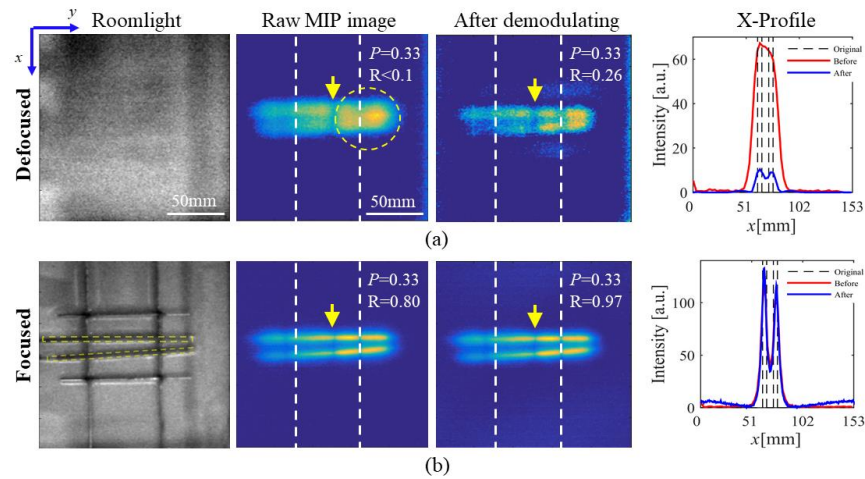 Roomlight
Raw MIP image
After demodulating
X-Profile
y
x
Defocused
50mm
P=0.33
R<0.1
50mm
P=0.33
R=0.26
Intensity [a.u.]
60
40
20
0
Original
Before
After
0 51 102 153
x[mm]
(a)
Focused
P=0.33
R=0.80
P=0.33
R=0.97
Intensity [a.u.]
100
50
0
Original
Before
After
0 51 102 153
x[mm]
(b)